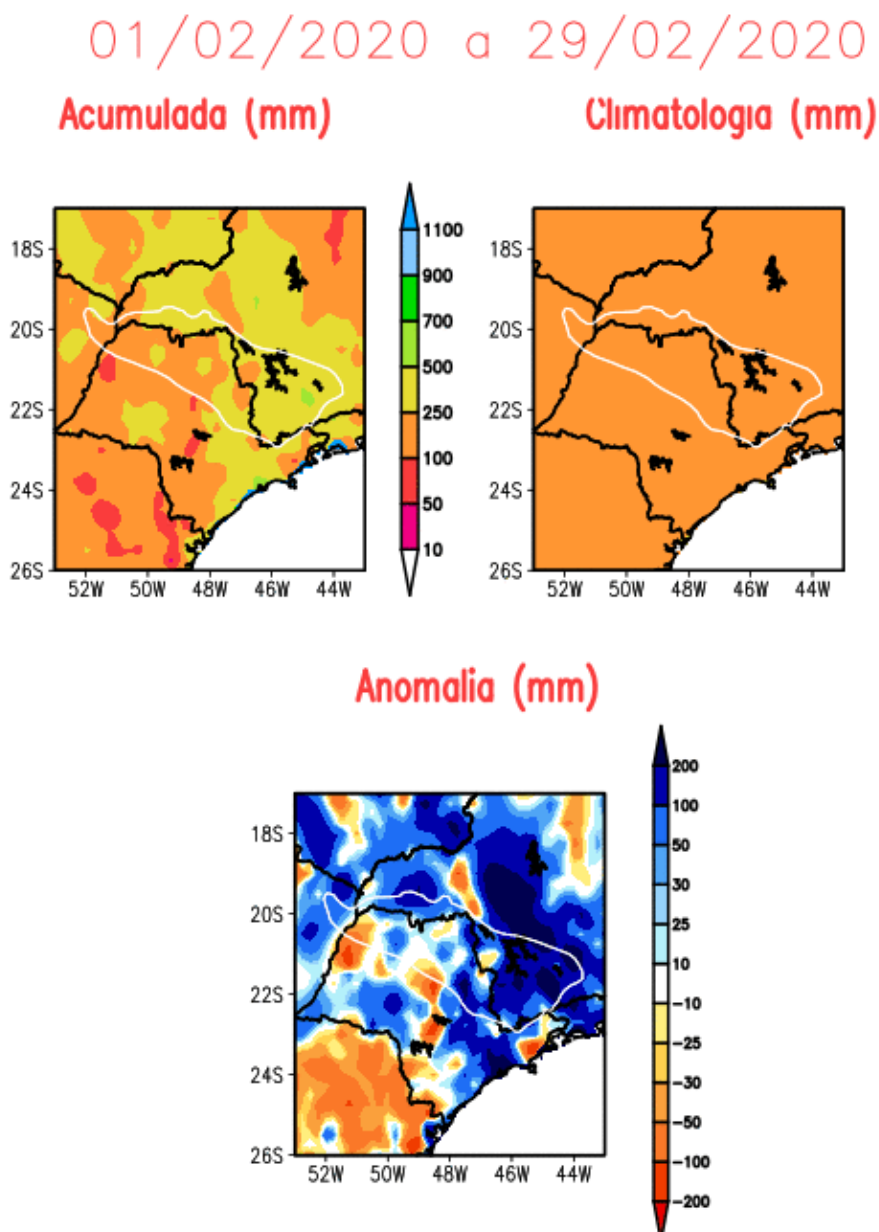 01/02/2020 a 29/02/2020
Acumulada (mm)
Climatologia (mm)
18S
20S
22S
24S
26S
52W 50W 48W 46W 44W
1100
900
700
500
250
100
50
10
18S
20S
22S
24S
26S
52W 50W 48W 46W 44W
Anomalia (mm)
18S
20S
22S
24S
26S
52W 50W 48W 46W 44W
200
100
50
30
25
10
-10
-25
-30
-50
-100
-200